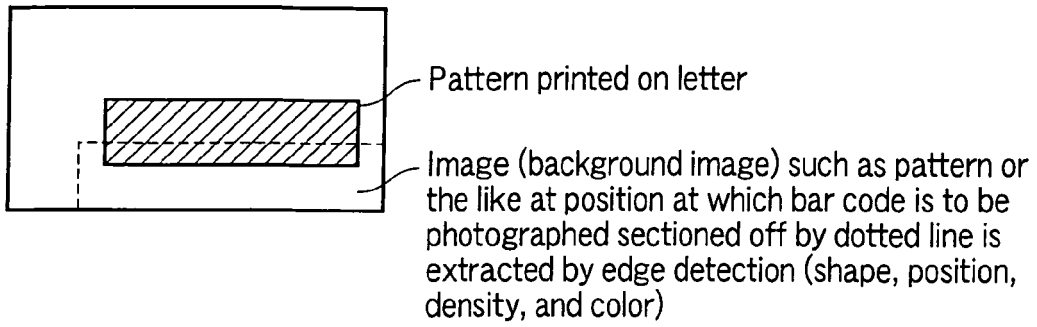 Pattern printed on letter
Image (background image) such as pattern or
the like at position at which bar code is to be
photographed sectioned off by dotted line is
extracted by edge detection (shape, position,
density, and color)